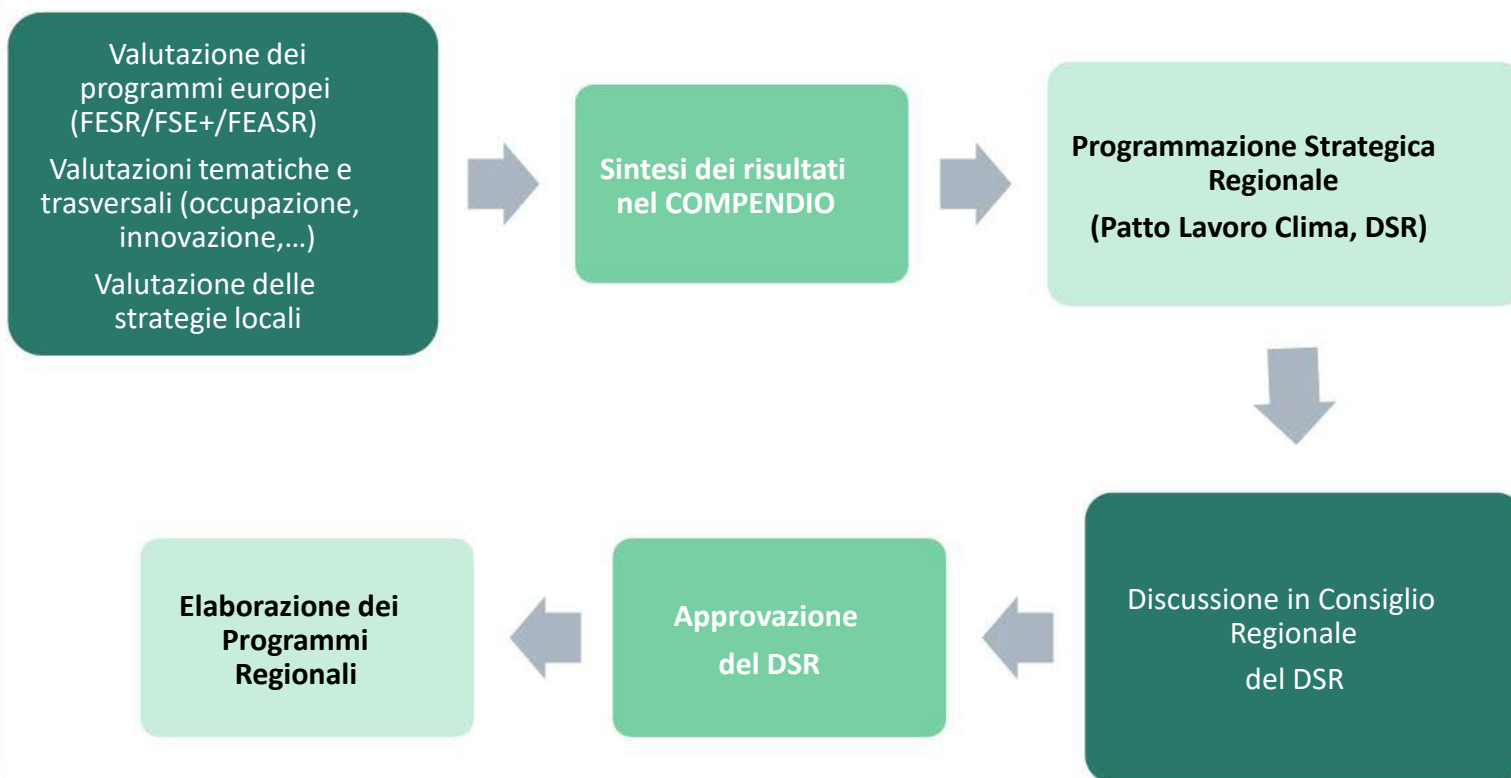 Valutazione dei
programmi europei
(FESR/FSE+/FEASR)
Valutazioni tematiche e
trasversali (occupazione,
innovazione,...)
Valutazione delle
strategie locali
Sintesi dei risultati
nel COMPENDIO
Programmazione Strategica
Regionale
(Patto Lavoro Clima, DSR)
Discussione in Consiglio
Regionale
del DSR
Approvazione
del DSR
Elaborazione dei
Programmi
Regionali